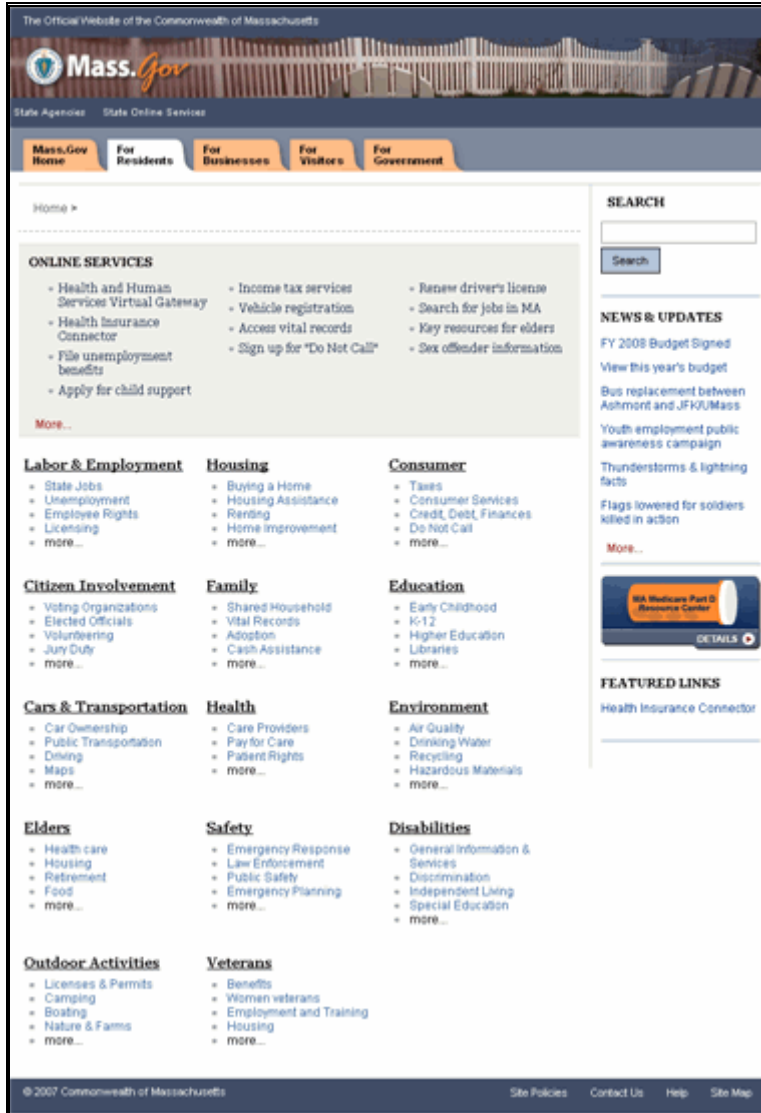 The Official Website of the Commonwealth of Massachusetts
Mass.Gov
State Agencies State Online Services
Mass.Gov Home
For Residents
For Businesses
For Visitors
For Government
Home >
ONLINE SERVICES
Health and Human
Services Virtual Gateway
Health Insurance
Connector
File unemployment
benefits
Apply for child support
Income tax services
Vehicle registration
Access vital records
Sign up for "Do Not Call"
Renew driver's license
Search for jobs in MA
Key resources for elders
Sex offender information
More...
Labor & Employment
State Jobs
Unemployment
Employee Rights
Licensing
more...
Housing
Buying a Home
Housing Assistance
Renting
Home Improvement
more...
Consumer
Taxes
Consumer Services
Credit, Debt, Finances
Do Not Call
more...
Citizen Involvement
Voting Organizations
Elected Officials
Volunteering
Jury Duty
more...
Family
Shared Household
Vital Records
Adoption
Cash Assistance
more...
Education
Early Childhood
K-12
Higher Education
Libraries
more...
Cars & Transportation
Car Ownership
Public Transportation
Driving
Maps
more...
Health
Care Providers
Pay for Care
Patient Rights
more...
Environment
Air Quality
Drinking Water
Recycling
Hazardous Materials
more...
Elders
Health care
Housing
Retirement
Food
more...
Safety
Emergency Response
Law Enforcement
Public Safety
Emergency Planning
more...
Disabilities
General Information &
Services
Discrimination
Independent Living
Special Education
more...
Outdoor Activities
Licenses & Permits
Camping
Boating
Nature & Farms
more...
Veterans
Benefits
Women veterans
Employment and Training
Housing
more...
SEARCH
Search
NEWS & UPDATES
FY 2008 Budget Signed
View this year's budget
Bus replacement between
Ashmont and JFK/UMass
Youth employment public
awareness campaign
Thunderstorms & lightning
facts
Flags lowered for soldiers
killed in action
More...
MA Medicare Part D
Resource Center
DETAILS
FEATURED LINKS
Health Insurance Connector
© 2007 Commonwealth of Massachusetts
Site Policies Contact Us Help Site Map